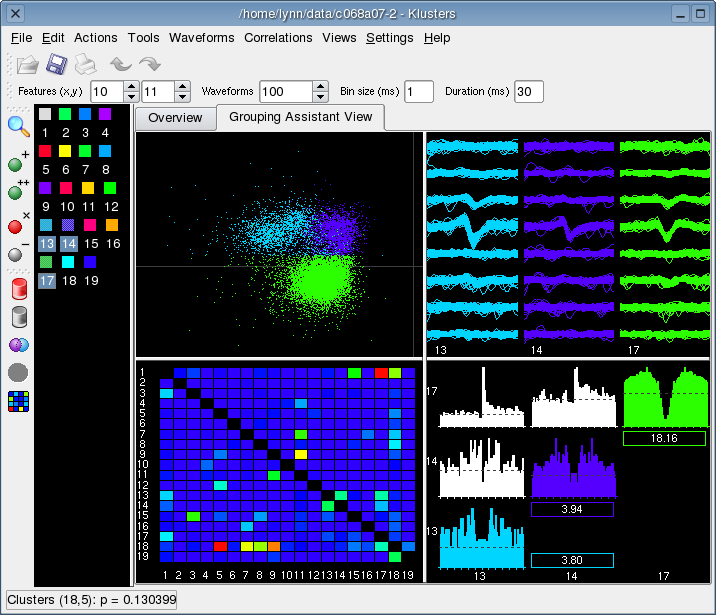 /home/lynn/data/c068a07-2 - Klusters
File Edit Actions Tools Waveforms Correlations Views Settings Help
Features (x,y) 10 11 Waveforms 100 Bin size (ms) 1 Duration (ms) 30
Overview Grouping Assistant View
1 2 3 4
5 6 7 8
9 10 11 12
13 14 15 16
17 18 19
13 14 17
1
2
3
4
5
6
7
8
9
10
11
12
13
14
15
16
17
18
19
1 2 3 4 5 6 7 8 9 10 11 12 13 14 15 16 17 18 19
17
18.16
14
3.94
13
3.80
13 14 17
Clusters (18,5): p = 0.130399